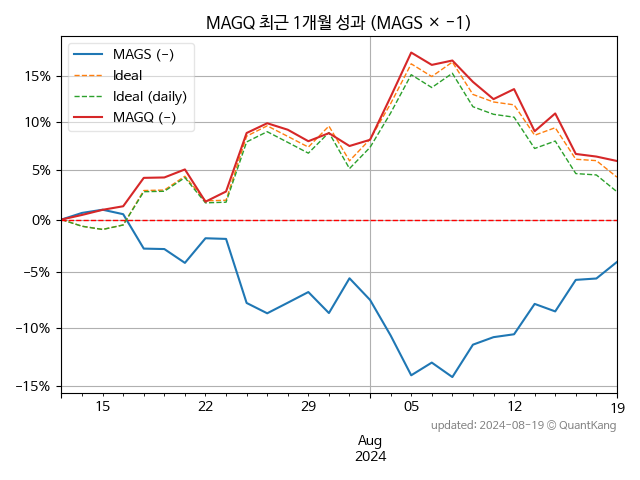 MAGQ 최근 1개월 성과 (MAGS × −1)
MAGS (−)
Ideal
Ideal (daily)
MAGQ (−)
15%
10%
5%
0%
−5%
−10%
−15%
15
22
29
05
12
19
Aug
2024
updated: 2024-08-19 © QuantKang